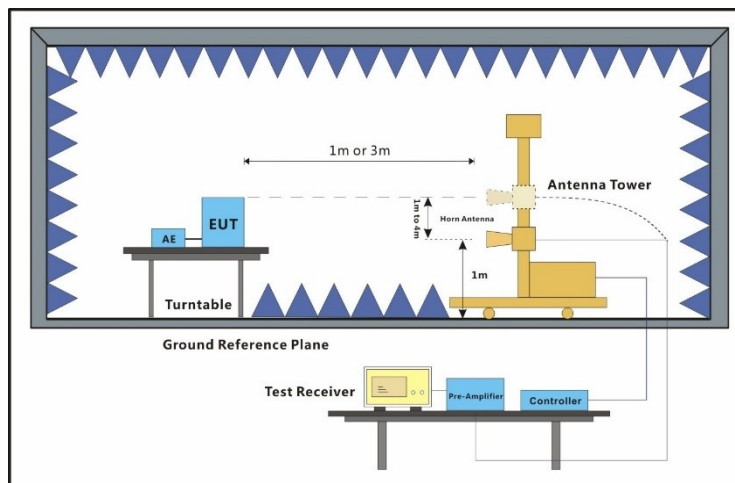 1m or 3m
Antenna Tower
1m to 4m
Horn Antenna
EUT
AE
1m
Turntable
Ground Reference Plane
Test Receiver
Pre-Amplifier
Controller